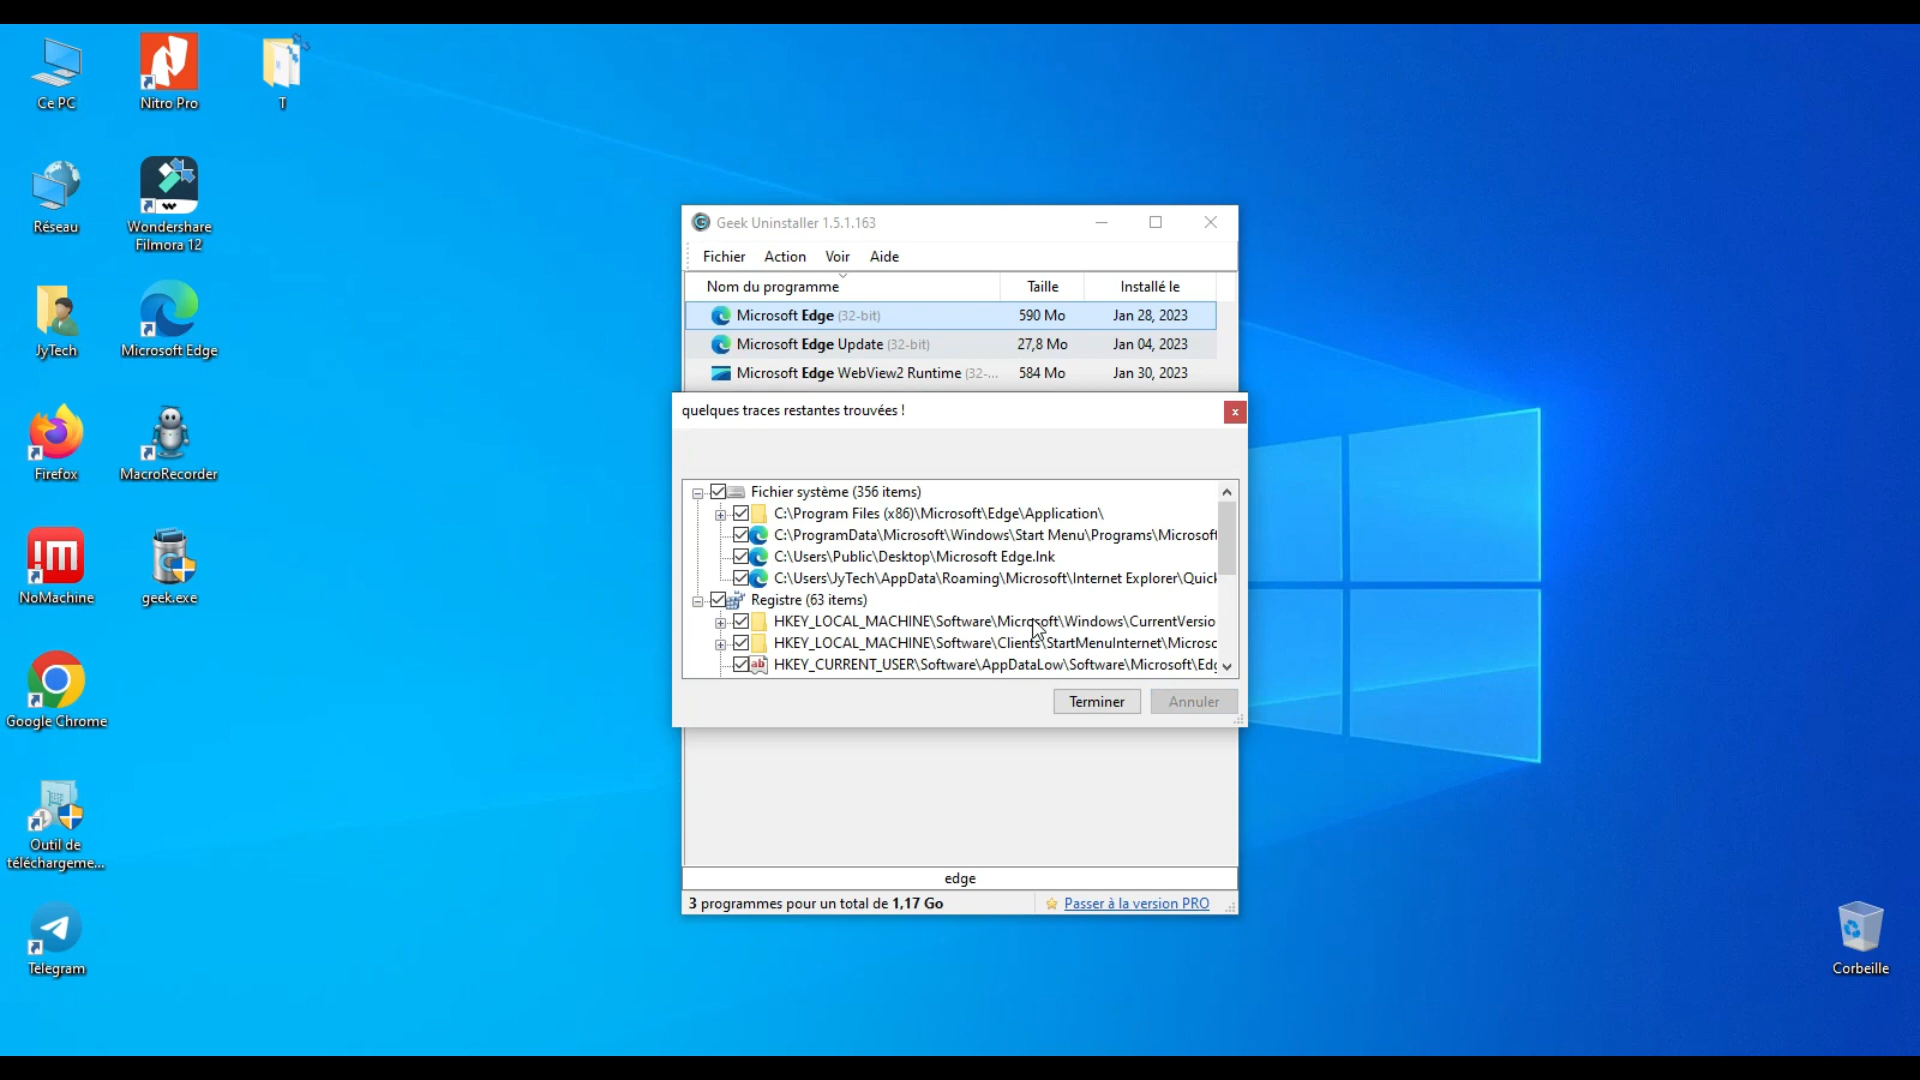 Ce PC
Nitro Pro
T
Réseau
Wondershare
Filmora 12
JyTech
Microsoft Edge
Firefox
MacroRecorder
NoMachine
geek.exe
Google Chrome
Outil de
téléchargeme...
Telegram
Corbeille
Geek Uninstaller 1.5.1.163
Fichier Action Voir Aide
Nom du programme Taille Installé le
Microsoft Edge (32-bit) 590 Mo Jan 28, 2023
Microsoft Edge Update (32-bit) 27,8 Mo Jan 04, 2023
Microsoft Edge WebView2 Runtime (32-... 584 Mo Jan 30, 2023
quelques traces restantes trouvées !
Fichier système (356 items)
C:\Program Files (x86)\Microsoft\Edge\Application\
C:\ProgramData\Microsoft\Windows\Start Menu\Programs\Microsoft
C:\Users\Public\Desktop\Microsoft Edge.lnk
C:\Users\JyTech\AppData\Roaming\Microsoft\Internet Explorer\Quick
Registre (63 items)
HKEY_LOCAL_MACHINE\Software\Microsoft\Windows\CurrentVersio
HKEY_LOCAL_MACHINE\Software\Clients\StartMenuInternet\Microsc
HKEY_CURRENT_USER\Software\AppDataLow\Software\Microsoft\Edg
Terminer Annuler
edge
3 programmes pour un total de 1,17 Go Passer à la version PRO